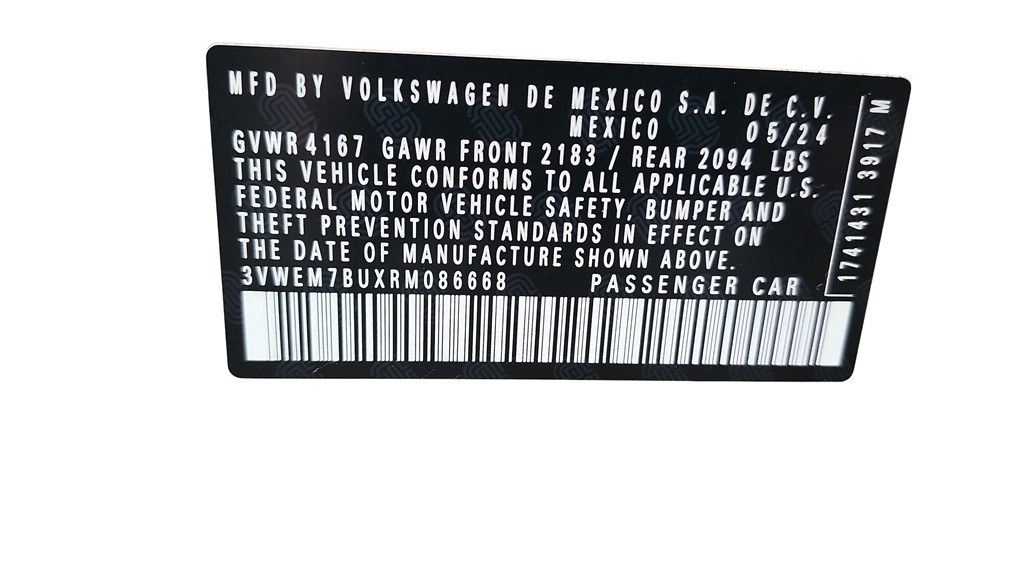 MFD BY VOLKSWAGEN DE MEXICO S.A. DE C.V.
MEXICO 05/24
GVWR 4167 GAWR FRONT 2183 / REAR 2094 LBS
THIS VEHICLE CONFORMS TO ALL APPLICABLE U.S.
FEDERAL MOTOR VEHICLE SAFETY, BUMPER AND
THEFT PREVENTION STANDARDS IN EFFECT ON
THE DATE OF MANUFACTURE SHOWN ABOVE.
3VWEM7BUXRM086668 PASSENGER CAR
1741431 3917 M